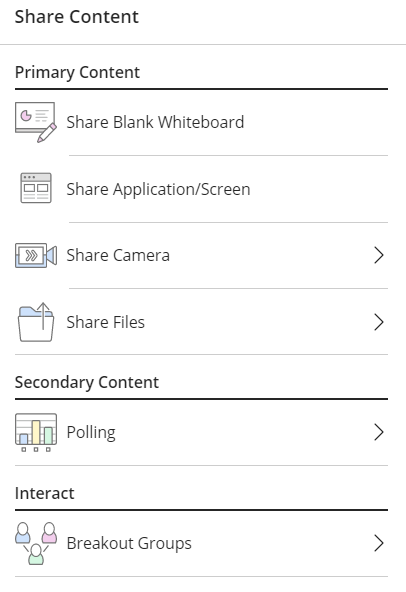 Share Content
Primary Content
Share Blank Whiteboard
Share Application/Screen
Share Camera
Share Files
Secondary Content
Polling
Interact
Breakout Groups